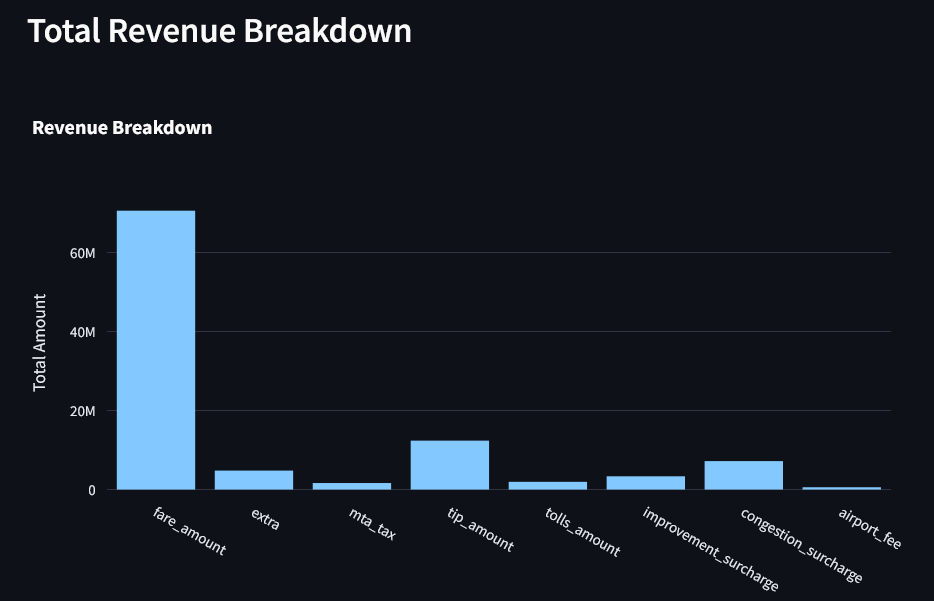 Total Revenue Breakdown
Revenue Breakdown
Total Amount
60M
40M
20M
0
fare_amount
extra
mta_tax
tip_amount
tolls_amount
improvement_surcharge
congestion_surcharge
airport_fee